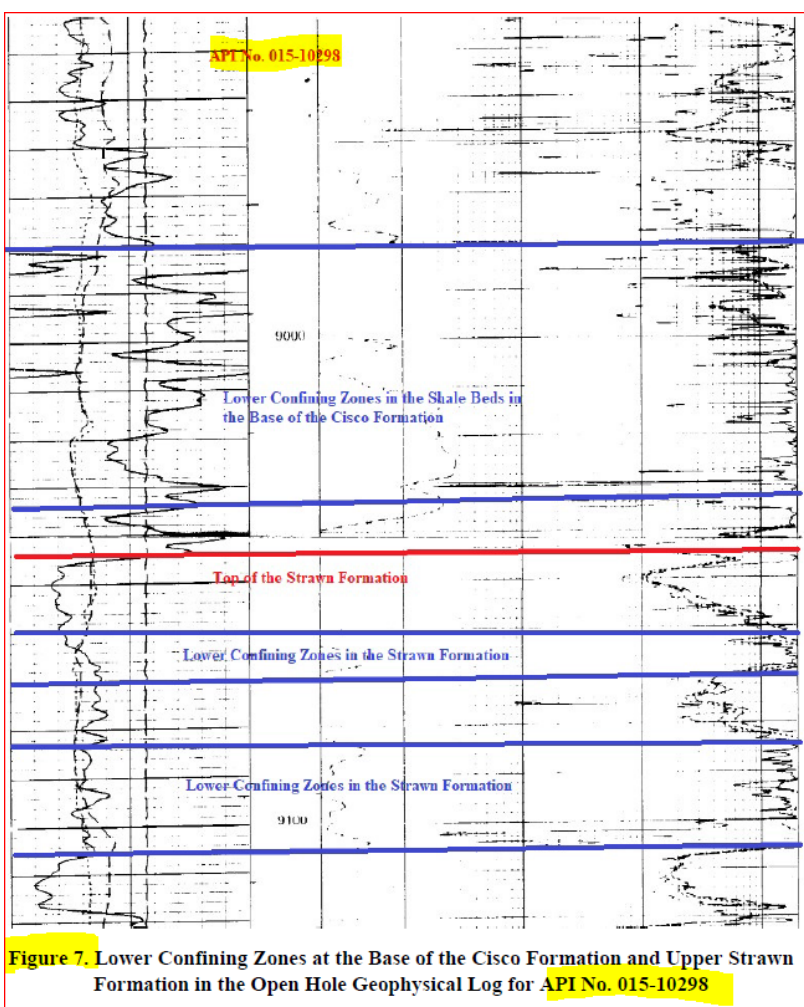 API No. 015-10298
9000
Lower Confining Zones in the Shale Beds in
the Base of the Cisco Formation
Top of the Strawn Formation
Lower Confining Zones in the Strawn Formation
Lower Confining Zones in the Strawn Formation
9100
Figure 7. Lower Confining Zones at the Base of the Cisco Formation and Upper Strawn
Formation in the Open Hole Geophysical Log for API No. 015-10298